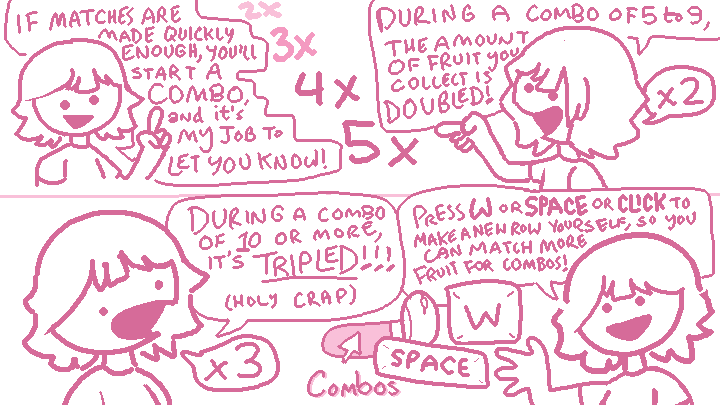 IF MATCHES ARE
MADE QUICKLY
ENOUGH, YOU'LL
START A
COMBO,
and it's
MY JOB TO
LET YOU KNOW!
2x
3x
4x
5x
DURING A COMBO OF 5 to 9,
THE AMOUNT
OF FRUIT YOU
COLLECT IS
DOUBLED!
x2
DURING A COMBO
OF 10 OR MORE,
IT'S TRIPLED!!!
(HOLY CRAP)
x3
PRESS W OR SPACE OR CLICK TO
MAKE A NEW ROW YOURSELF, SO YOU
CAN MATCH MORE
FRUIT FOR COMBOS!
W
SPACE
Combos